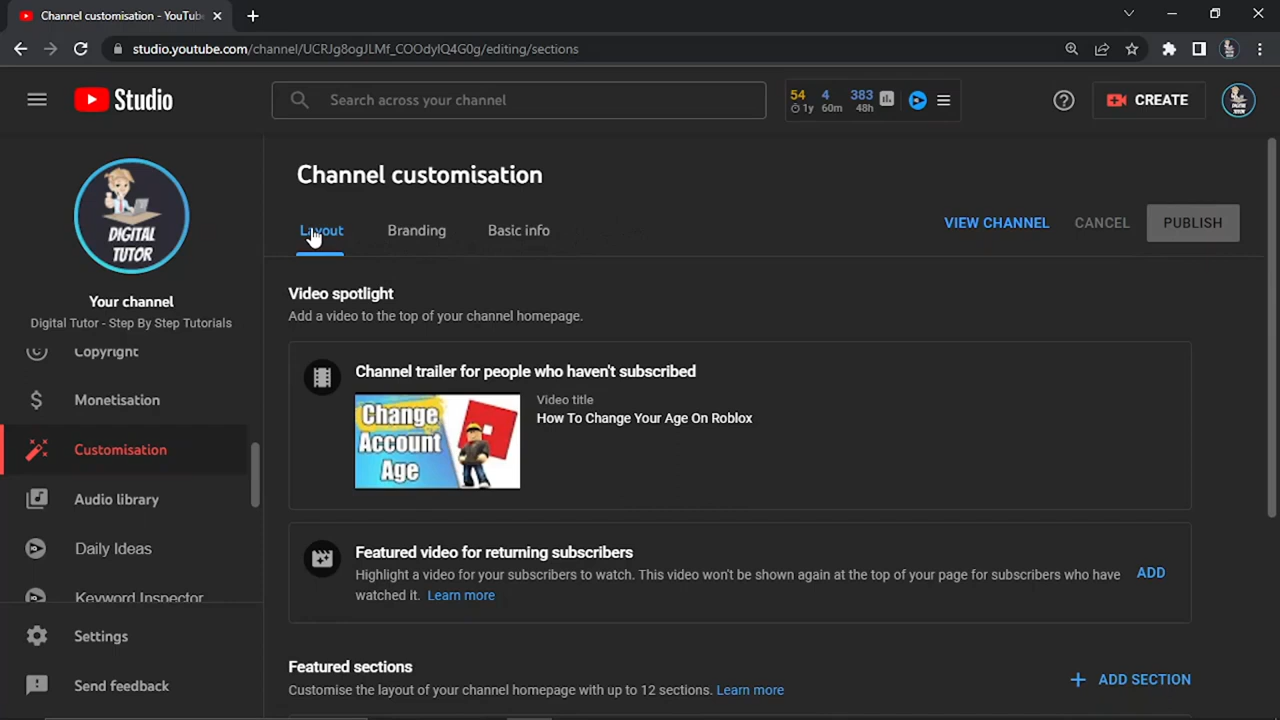 Channel customisation - YouTube
studio.youtube.com/channel/UCRJg8ogJLMf_COOdyIQ4G0g/editing/sections
Studio
Search across your channel
54 4 383
1y 60m 48h
CREATE
DIGITAL
TUTOR
Your channel
Digital Tutor - Step By Step Tutorials
Copyright
Monetisation
Customisation
Audio library
Daily Ideas
Keyword Inspector
Settings
Send feedback
Channel customisation
Layout Branding Basic info
VIEW CHANNEL CANCEL PUBLISH
Video spotlight
Add a video to the top of your channel homepage.
Channel trailer for people who haven't subscribed
Change
Account
Age
Video title
How To Change Your Age On Roblox
Featured video for returning subscribers
Highlight a video for your subscribers to watch. This video won't be shown again at the top of your page for subscribers who have
watched it. Learn more
ADD
Featured sections
Customise the layout of your channel homepage with up to 12 sections. Learn more
+ ADD SECTION